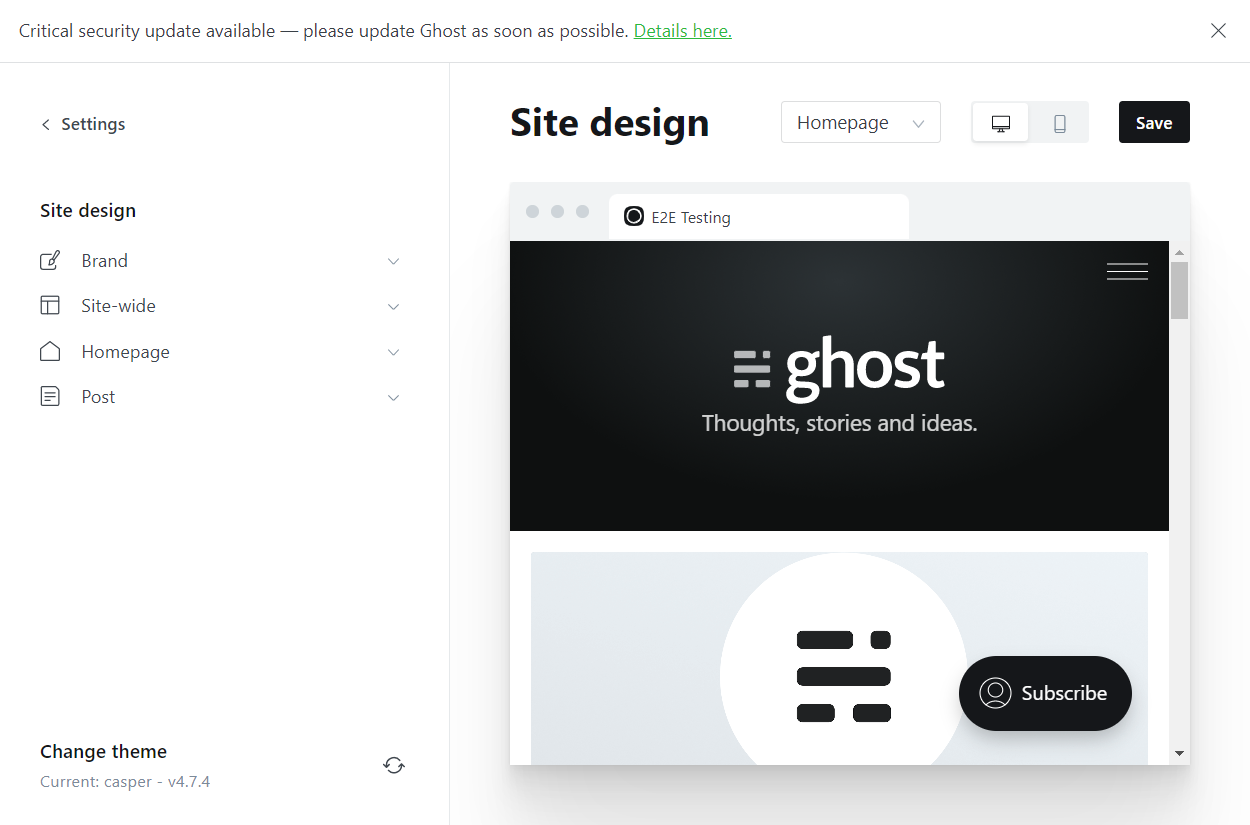 Critical security update available — please update Ghost as soon as possible. Details here.
Settings
Site design
Homepage
Save
Site design
Brand
Site-wide
Homepage
Post
E2E Testing
ghost
Thoughts, stories and ideas.
Subscribe
Change theme
Current: casper - v4.7.4